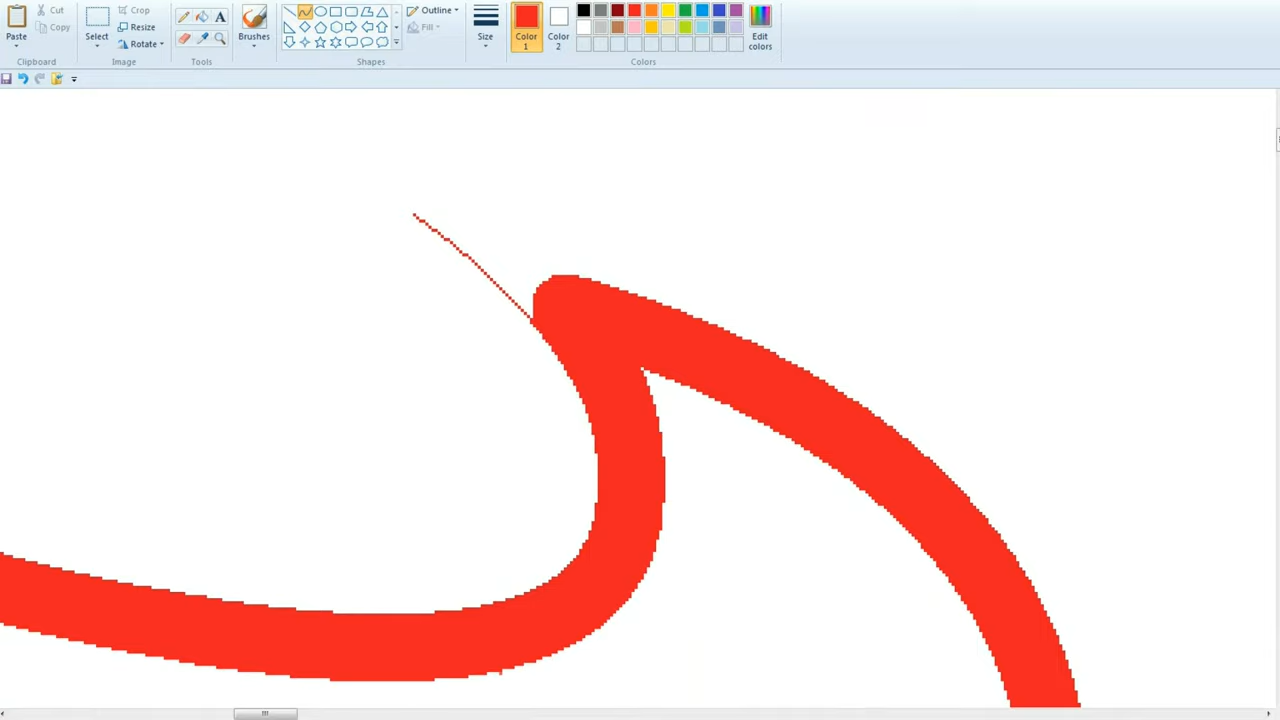 Paste
Cut
Copy
Clipboard
Select
Crop
Resize
Rotate
Image
A
Tools
Brushes
Shapes
Outline
Fill
Size
Color
1
Color
2
Colors
Edit
colors